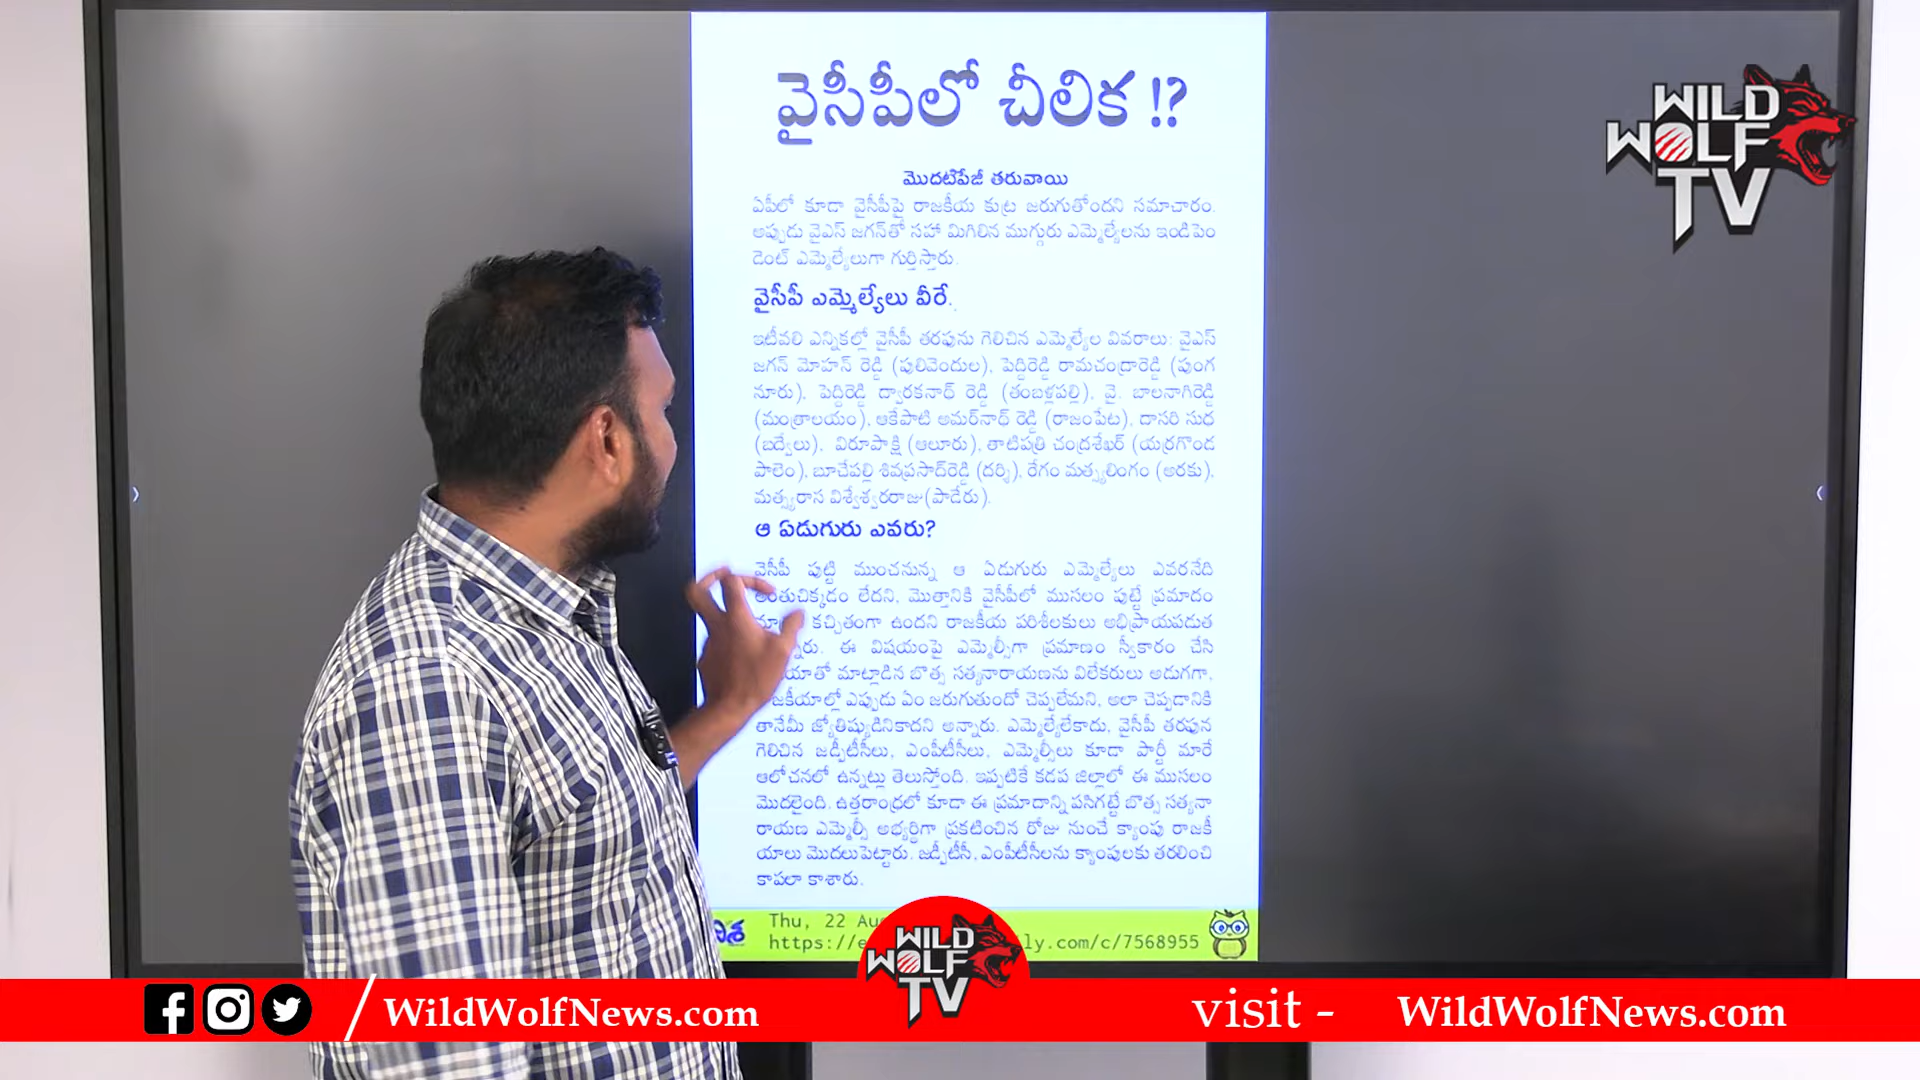 వైసీపీలో చీలిక !?
మొదటిపేజీ తరువాయి
ఏపీలో కూడా వైసీపీపై రాజకీయ కుట్ర జరుగుతోందని సమాచారం.
అప్పుడు వైఎస్ జగన్‌తో సహా మిగిలిన ముగ్గురు ఎమ్మెల్యేలను ఇండిపెం
డెంట్ ఎమ్మెల్యేలుగా గుర్తిస్తారు.
వైసీపీ ఎమ్మెల్యేలు వీరే.
ఇటీవలి ఎన్నికల్లో వైసీపీ తరఫును గెలిచిన ఎమ్మెల్యేల వివరాలు: వైఎస్
జగన్ మోహన్ రెడ్డి (పులివెందుల), పెద్దిరెడ్డి రామచంద్రారెడ్డి (పుంగ
నూరు), పెద్దిరెడ్డి ద్వారకనాథ్ రెడ్డి (తంబళ్లపల్లి), వై. బాలనాగిరెడ్డి
(మంత్రాలయం), ఆకేపాటి అమర్‌నాథ్ రెడ్డి (రాజంపేట), దాసరి సుధ
(బద్వేలు), విరూపాక్షి (ఆలూరు), తాటిపత్రి చంద్రశేఖర్ (యర్రగొండ
పాలెం), బూచేపల్లి శివప్రసాద్‌రెడ్డి (దర్శి), రేగం మత్స్యలింగం (అరకు),
మత్స్యరాస విశ్వేశ్వరరాజు(పాడేరు).
ఆ ఏడుగురు ఎవరు?
వైసీపీ పుట్టి ముంచనున్న ఆ ఏడుగురు ఎమ్మెల్యేలు ఎవరనేది
అంతుచిక్కడం లేదని, మొత్తానికి వైసీపీలో ముసలం పుట్టే ప్రమాదం
కచ్చితంగా ఉందని రాజకీయ పరిశీలకులు అభిప్రాయపడుత
న్నారు. ఈ విషయంపై ఎమ్మెల్సీగా ప్రమాణం స్వీకారం చేసి
యాతో మాట్లాడిన బొత్స సత్యనారాయణను విలేకరులు అడుగగా,
జకీయాల్లో ఎప్పుడు ఏం జరుగుతుందో చెప్పలేమని, అలా చెప్పడానికి
తానేమీ జ్యోతిష్యుడినికాదని అన్నారు. ఎమ్మెల్యేలేకాదు, వైసీపీ తరఫున
గెలిచిన జడ్పీటీసీలు, ఎంపీటీసీలు, ఎమ్మెల్సీలు కూడా పార్టీ మారే
ఆలోచనలో ఉన్నట్లు తెలుస్తోంది. ఇప్పటికే కడప జిల్లాలో ఈ ముసలం
మొదలైంది. ఉత్తరాంధ్రలో కూడా ఈ ప్రమాదాన్ని పసిగట్టే బొత్స సత్యనా
రాయణ ఎమ్మెల్సీ అభ్యర్థిగా ప్రకటించిన రోజు నుంచే క్యాంపు రాజకీ
యాలు మొదలుపెట్టారు. జడ్పీటీసీ, ఎంపీటీసీలను క్యాంపులకు తరలించి
కాపలా కాశారు.
Thu, 22 Au
https://e ly.com/c/7568955
WILD
WOLF
TV
WILD
WOLF
TV
WildWolfNews.com
visit - WildWolfNews.com